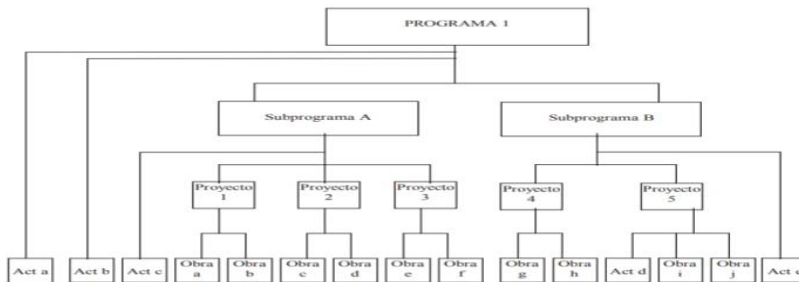 PROGRAMA 1
Subprograma A
Subprograma B
Proyecto
1
Proyecto
2
Proyecto
3
Proyecto
4
Proyecto
5
Act a
Act b
Act c
Obra
a
Obra
b
Obra
c
Obra
d
Obra
e
Obra
f
Obra
g
Obra
h
Act d
Obra
i
Obra
j
Act e